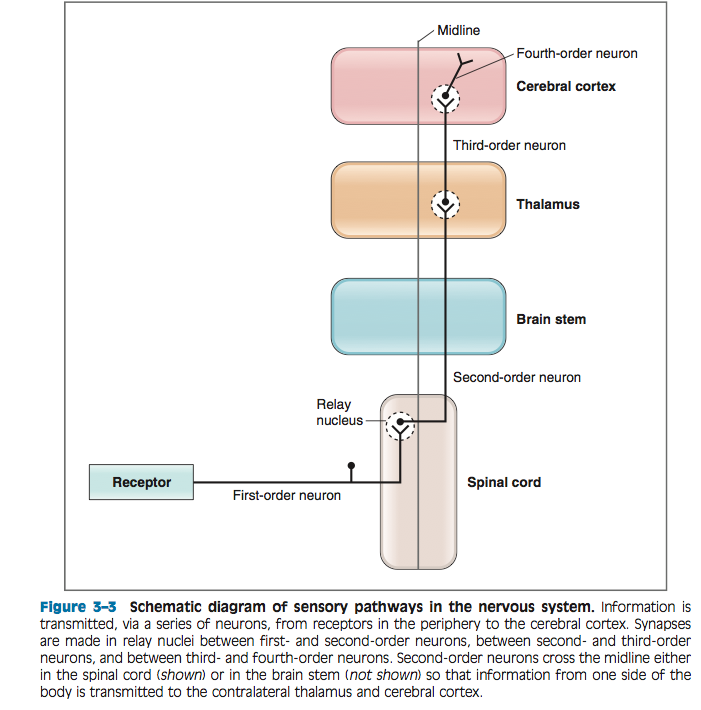 Midline
Fourth-order neuron
Cerebral cortex
Third-order neuron
Thalamus
Brain stem
Second-order neuron
Relay
nucleus
Receptor
First-order neuron
Spinal cord
Figure 3–3 Schematic diagram of sensory pathways in the nervous system. Information is
transmitted, via a series of neurons, from receptors in the periphery to the cerebral cortex. Synapses
are made in relay nuclei between first- and second-order neurons, between second- and third-order
neurons, and between third- and fourth-order neurons. Second-order neurons cross the midline either
in the spinal cord (shown) or in the brain stem (not shown) so that information from one side of the
body is transmitted to the contralateral thalamus and cerebral cortex.